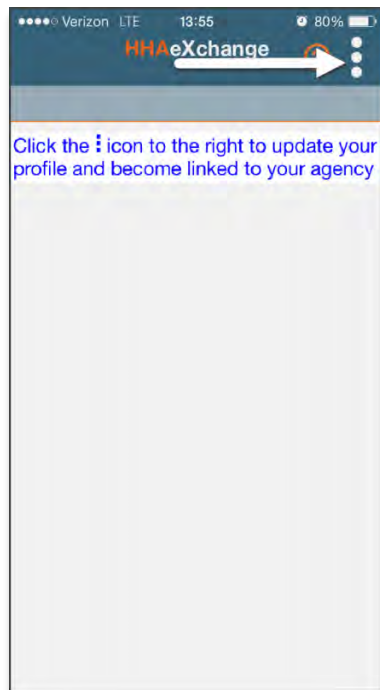 Verizon LTE 13:55 80%
HHAeXchange
Click the ⋮ icon to the right to update your
profile and become linked to your agency